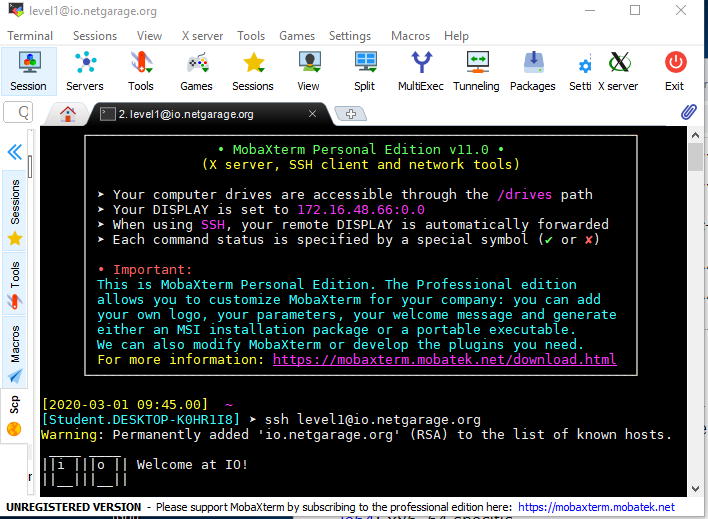 level1@io.netgarage.org
Terminal Sessions View X server Tools Games Settings Macros Help
Session Servers Tools Games Sessions View Split MultiExec Tunneling Packages Setti X server Exit
2. level1@io.netgarage.org
• MobaXterm Personal Edition v11.0 •
(X server, SSH client and network tools)
➤ Your computer drives are accessible through the /drives path
➤ Your DISPLAY is set to 172.16.48.66:0.0
➤ When using SSH, your remote DISPLAY is automatically forwarded
➤ Each command status is specified by a special symbol (✔ or ✘)
• Important:
This is MobaXterm Personal Edition. The Professional edition
allows you to customize MobaXterm for your company: you can add
your own logo, your parameters, your welcome message and generate
either an MSI installation package or a portable executable.
We can also modify MobaXterm or develop the plugins you need.
For more information: https://mobaxterm.mobatek.net/download.html
[2020-03-01 09:45.00] ~
[Student.DESKTOP-K0HR1I8] ➤ ssh level1@io.netgarage.org
Warning: Permanently added 'io.netgarage.org' (RSA) to the list of known hosts.
||i |||o || Welcome at IO!
||__|||__||
Sessions
Tools
Macros
Scp
UNREGISTERED VERSION - Please support MobaXterm by subscribing to the professional edition here: https://mobaxterm.mobatek.net